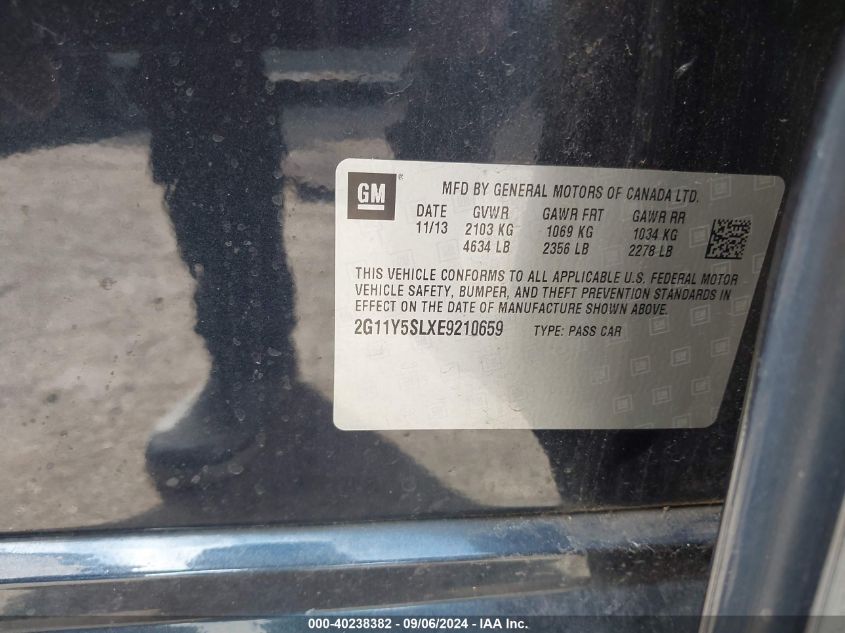 GM ®
MFD BY GENERAL MOTORS OF CANADA LTD.
DATE GVWR GAWR FRT GAWR RR
11/13 2103 KG 1069 KG 1034 KG
4634 LB 2356 LB 2278 LB
THIS VEHICLE CONFORMS TO ALL APPLICABLE U.S. FEDERAL MOTOR
VEHICLE SAFETY, BUMPER, AND THEFT PREVENTION STANDARDS IN
EFFECT ON THE DATE OF MANUFACTURE SHOWN ABOVE.
2G11Y5SLXE9210659 TYPE: PASS CAR
000-40238382 - 09/06/2024 - IAA Inc.